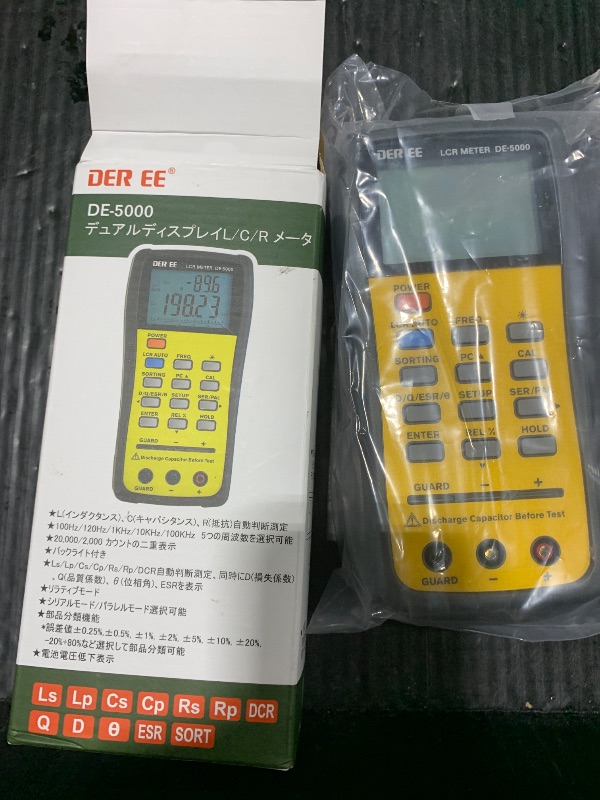 DER EE®
DE-5000
デュアルディスプレイL/C/R メータ
DER EE LCR METER DE-5000
-896
198.23
POWER
LCR AUTO FREQ
SORTING PC▲ CAL
D/Q/ESR/θ SETUP SER/PAL
ENTER REL% HOLD
GUARD − +
⚠ Discharge Capacitor Before Test
GUARD − +
★L(インダクタンス)、C(キャパシタンス)、R(抵抗)自動判断測定
★100Hz/120Hz/1KHz/10KHz/100KHz 5つの周波数を選択可能
★20,000/2,000 カウントの二重表示
★バックライト付き
★Ls/Lp/Cs/Cp/Rs/Rp/DCR自動判断測定、同時にD(損失係数)
、Q(品質係数)、θ(位相角)、ESRを表示
★リラティブモード
★シリアルモード/パラレルモード選択可能
★部品分類機能
*誤差値±0.25%,±0.5%, ±1%, ±2%, ±5%, ±10%, ±20%,
-20%+80%など選択して部品分類可能
★電池電圧低下表示
Ls Lp Cs Cp Rs Rp DCR
Q D θ ESR SORT
DER EE LCR METER DE-5000
POWER
LCR AUTO FREQ
SORTING PC▲ CAL
D/Q/ESR/θ SETUP SER/PAL
ENTER REL% HOLD
GUARD − +
⚠ Discharge Capacitor Before Test
GUARD − +